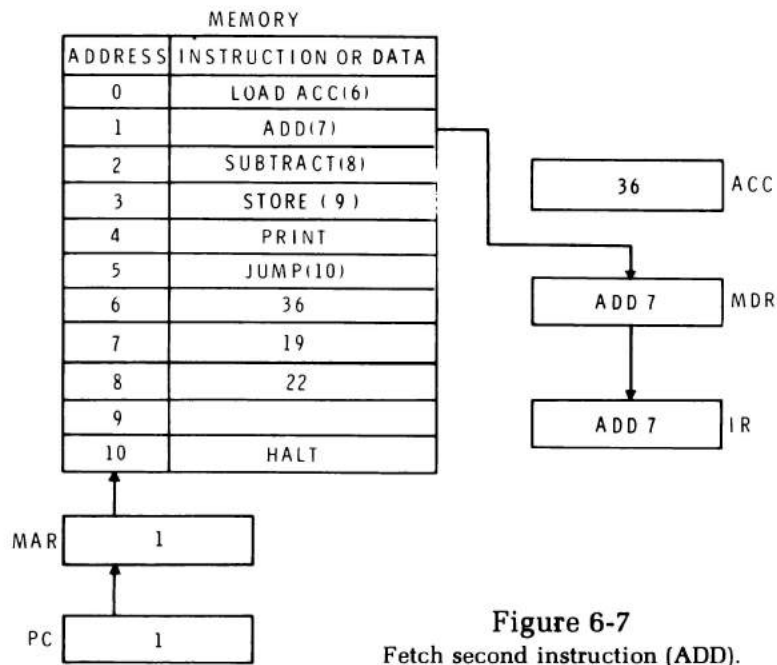 MEMORY
ADDRESS INSTRUCTION OR DATA
0 LOAD ACC(6)
1 ADD(7)
2 SUBTRACT(8)
3 STORE (9)
4 PRINT
5 JUMP(10)
6 36
7 19
8 22
9
10 HALT
36 ACC
ADD 7 MDR
ADD 7 IR
MAR 1
PC 1
Figure 6-7
Fetch second instruction (ADD).